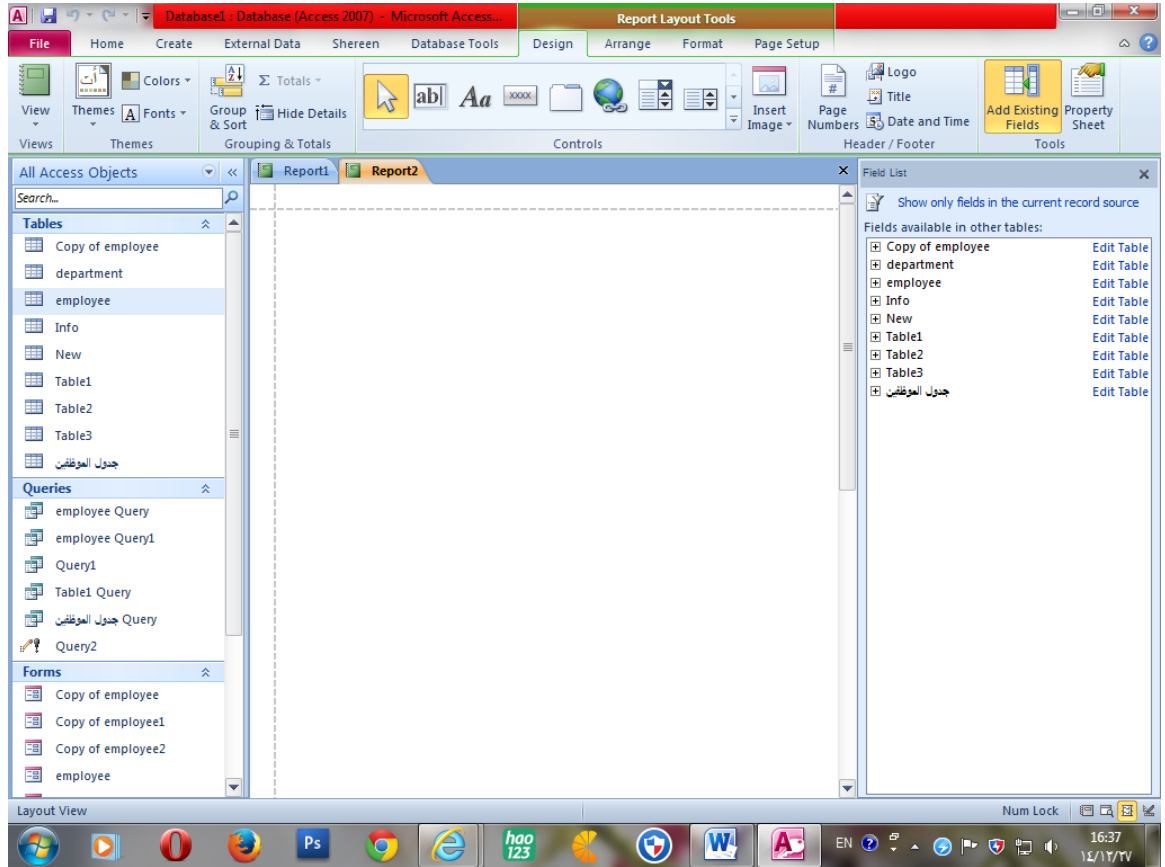 Database1 : Database (Access 2007) - Microsoft Access...
Report Layout Tools
File Home Create External Data Shereen Database Tools Design Arrange Format Page Setup
View
Themes
Colors
Fonts
Group & Sort
Σ Totals
Hide Details
ab|
Aa
xxxx
Insert Image
Page Numbers
Logo
Title
Date and Time
Add Existing Fields
Property Sheet
Views Themes Grouping & Totals Controls Header / Footer Tools
All Access Objects
Search...
Tables
Copy of employee
department
employee
Info
New
Table1
Table2
Table3
جدول الموظفين
Queries
employee Query
employee Query1
Query1
Table1 Query
جدول الموظفين Query
Query2
Forms
Copy of employee
Copy of employee1
Copy of employee2
employee
Report1 Report2
Field List
Show only fields in the current record source
Fields available in other tables:
Copy of employee Edit Table
department Edit Table
employee Edit Table
Info Edit Table
New Edit Table
Table1 Edit Table
Table2 Edit Table
Table3 Edit Table
جدول الموظفين Edit Table
Layout View Num Lock
Ps
hao
123
EN
16:37
١٤/١٢/٢٧